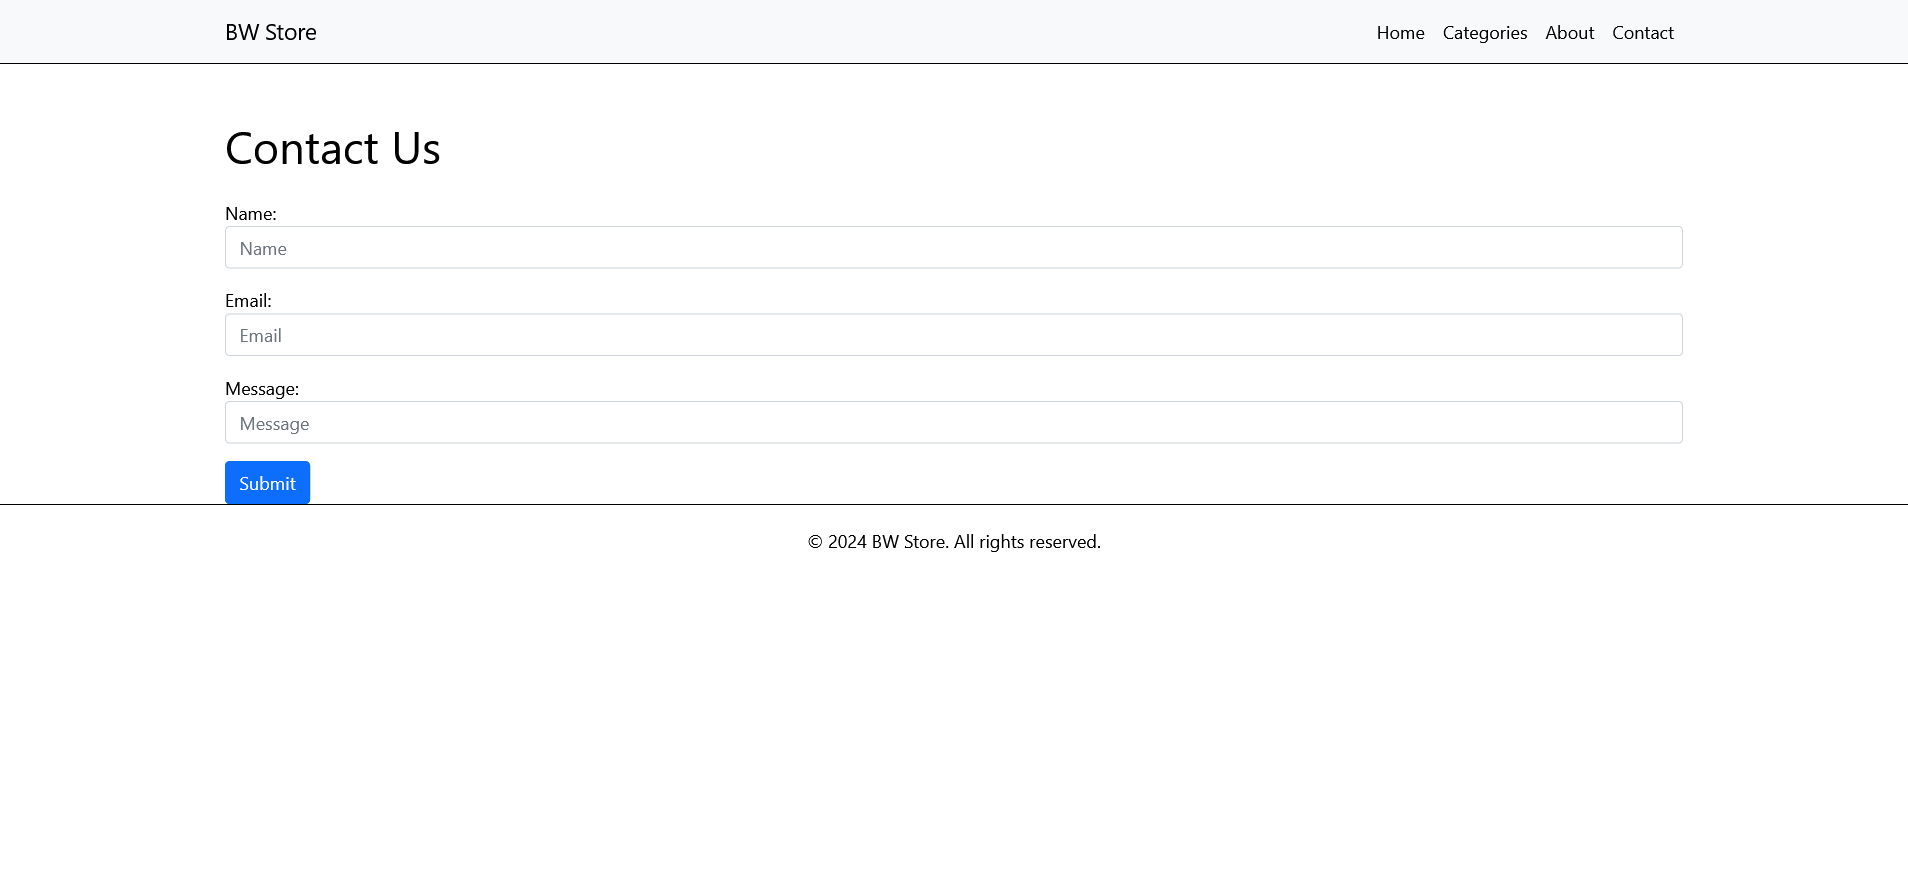 BW Store
Home Categories About Contact
Contact Us
Name:
Name
Email:
Email
Message:
Message
Submit
© 2024 BW Store. All rights reserved.